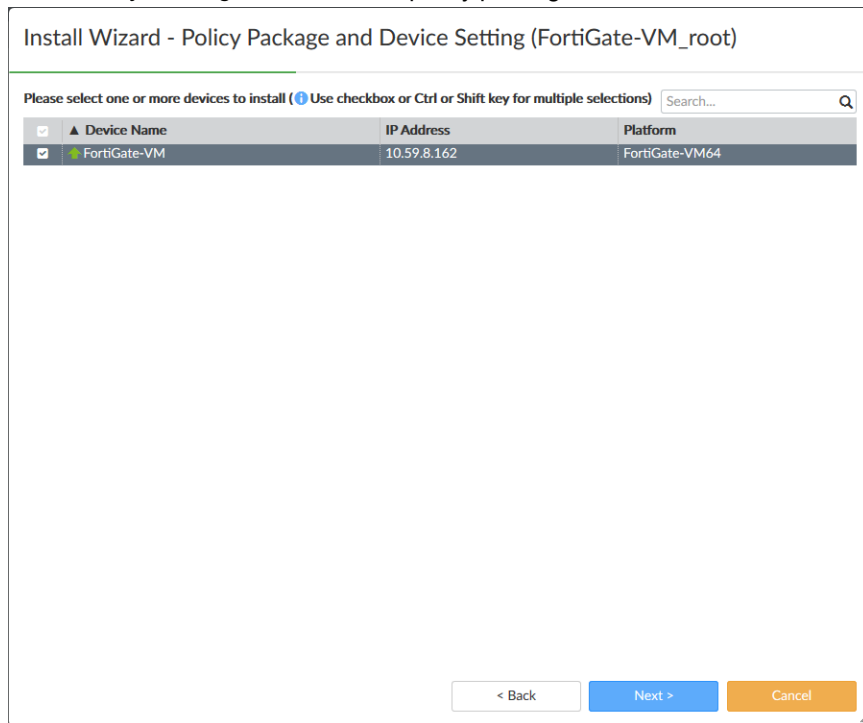 Install Wizard - Policy Package and Device Setting (FortiGate-VM_root)
Please select one or more devices to install (Use checkbox or Ctrl or Shift key for multiple selections) Search...
▲ Device Name IP Address Platform
FortiGate-VM 10.59.8.162 FortiGate-VM64
< Back Next > Cancel